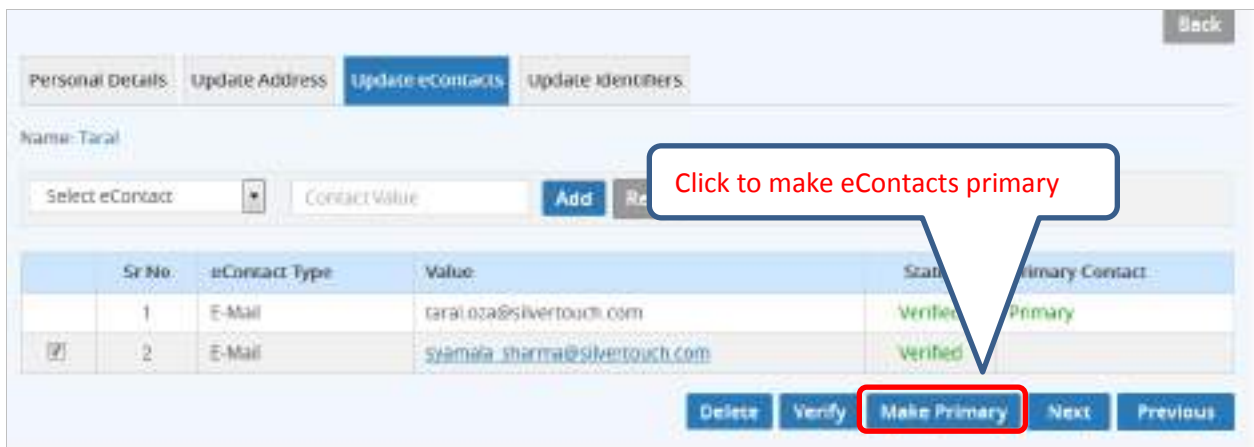 Back
Personal Details Update Address Update eContacts Update Identifiers
Name: Taral
Select eContact Contact Value Add
Click to make eContacts primary
Sr No eContact Type Value Primary Contact
1 E-Mail taral.oza@silvertouch.com Verified Primary
2 E-Mail syamala_sharma@silvertouch.com Verified
Delete Verify Make Primary Next Previous